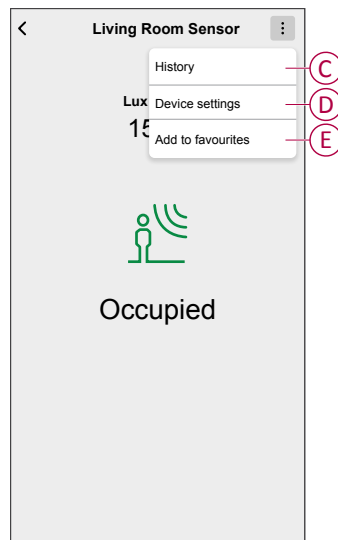 Living Room Sensor
History
C
Lux
Device settings
D
15
Add to favourites
E
Occupied